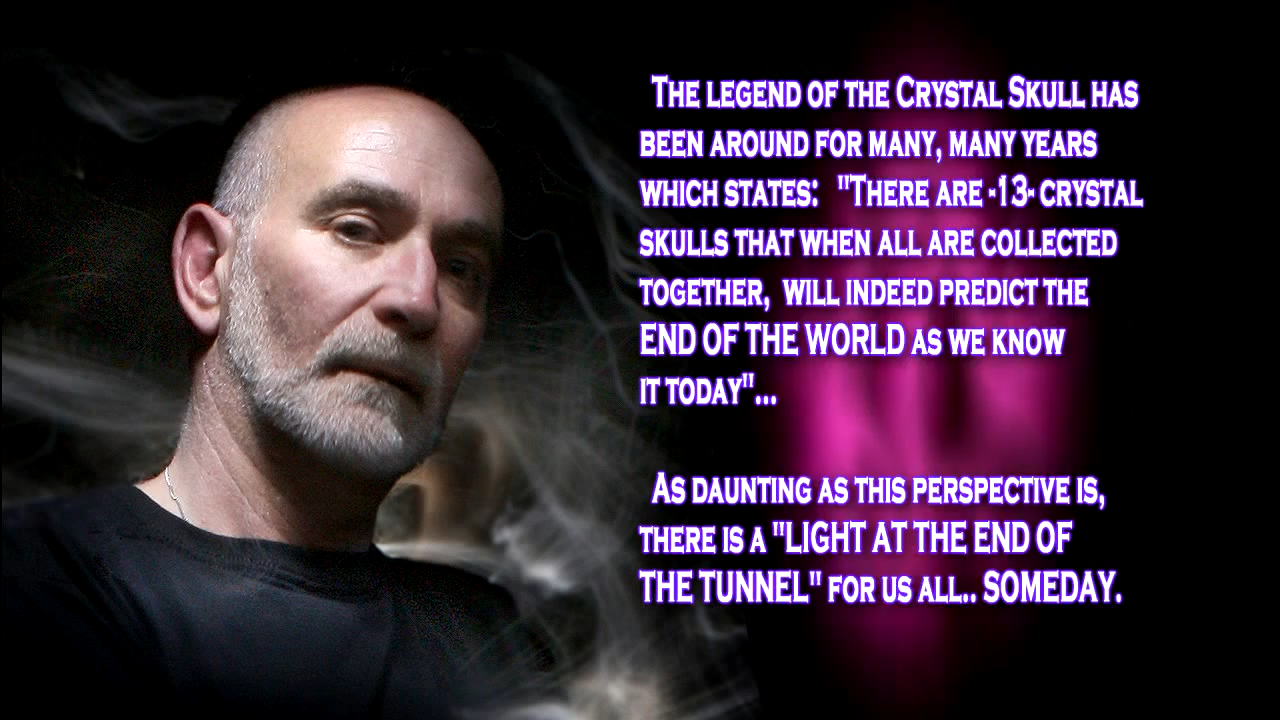 The legend of the Crystal Skull has
been around for many, many years
which states: "There are -13- crystal
skulls that when all are collected
together, will indeed predict the
END OF THE WORLD as we know
it today"...
As daunting as this perspective is,
there is a "LIGHT AT THE END OF
THE TUNNEL" for us all.. SOMEDAY.